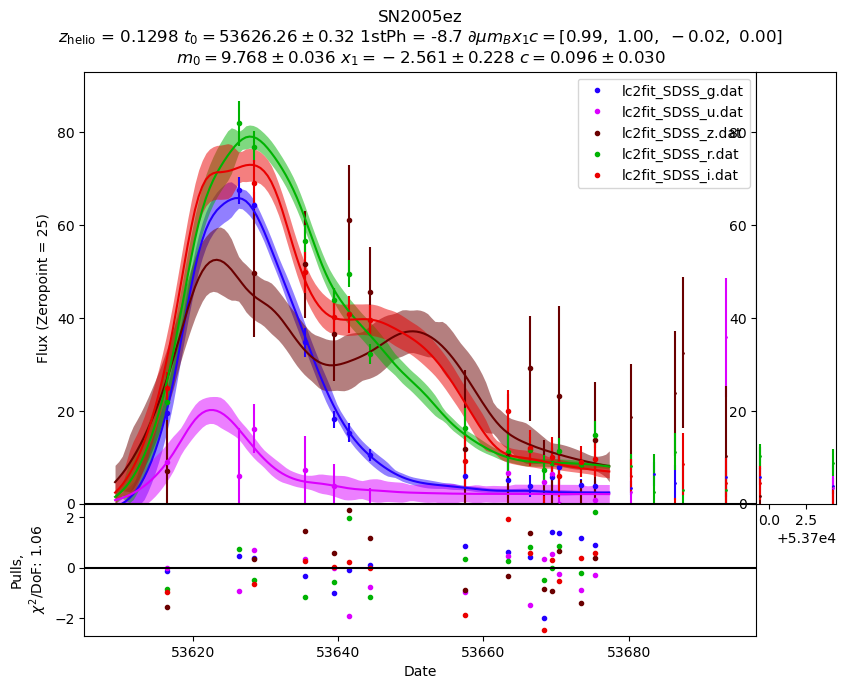 SN2005ez
z_helio = 0.1298 t_0 = 53626.26 ± 0.32 1stPh = -8.7 ∂μm_Bx_1c = [0.99, 1.00, −0.02, 0.00]
m_0 = 9.768 ± 0.036 x_1 = − 2.561 ± 0.228 c = 0.096 ± 0.030
lc2fit_SDSS_g.dat
lc2fit_SDSS_u.dat
lc2fit_SDSS_z.dat
lc2fit_SDSS_r.dat
lc2fit_SDSS_i.dat
Flux (Zeropoint = 25)
80
60
40
20
0
80
60
40
20
0
0.0 2.5
+5.37e4
Pulls,
χ²/DoF: 1.06
2
0
−2
53620 53640 53660 53680
Date